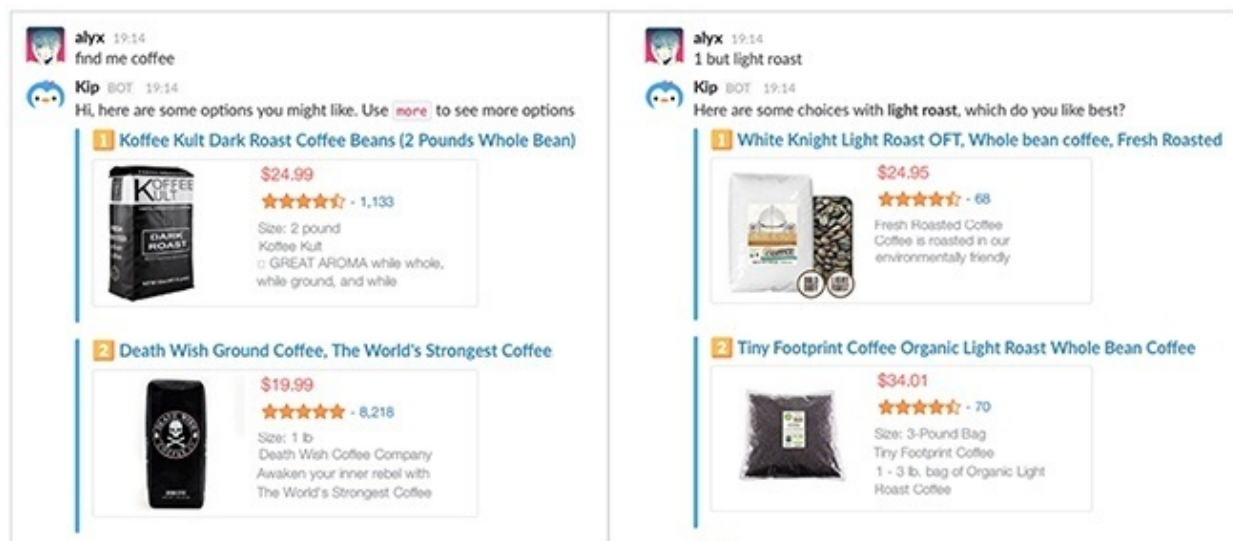 alyx 19:14
find me coffee
Kip BOT 19:14
Hi, here are some options you might like. Use more to see more options
1 Koffee Kult Dark Roast Coffee Beans (2 Pounds Whole Bean)
KOFFEE
KULT
DARK
ROAST
$24.99
- 1,133
Size: 2 pound
Koffee Kult
GREAT AROMA while whole,
while ground, and while
2 Death Wish Ground Coffee, The World's Strongest Coffee
DEATH WISH
COFFEE
$19.99
- 8,218
Size: 1 lb
Death Wish Coffee Company
Awaken your inner rebel with
The World's Strongest Coffee
alyx 19:14
1 but light roast
Kip BOT 19:14
Here are some choices with light roast, which do you like best?
1 White Knight Light Roast OFT, Whole bean coffee, Fresh Roasted
$24.95
- 68
Fresh Roasted Coffee
Coffee is roasted in our
environmentally friendly
2 Tiny Footprint Coffee Organic Light Roast Whole Bean Coffee
$34.01
- 70
Size: 3-Pound Bag
Tiny Footprint Coffee
1 - 3 lb. bag of Organic Light
Roast Coffee